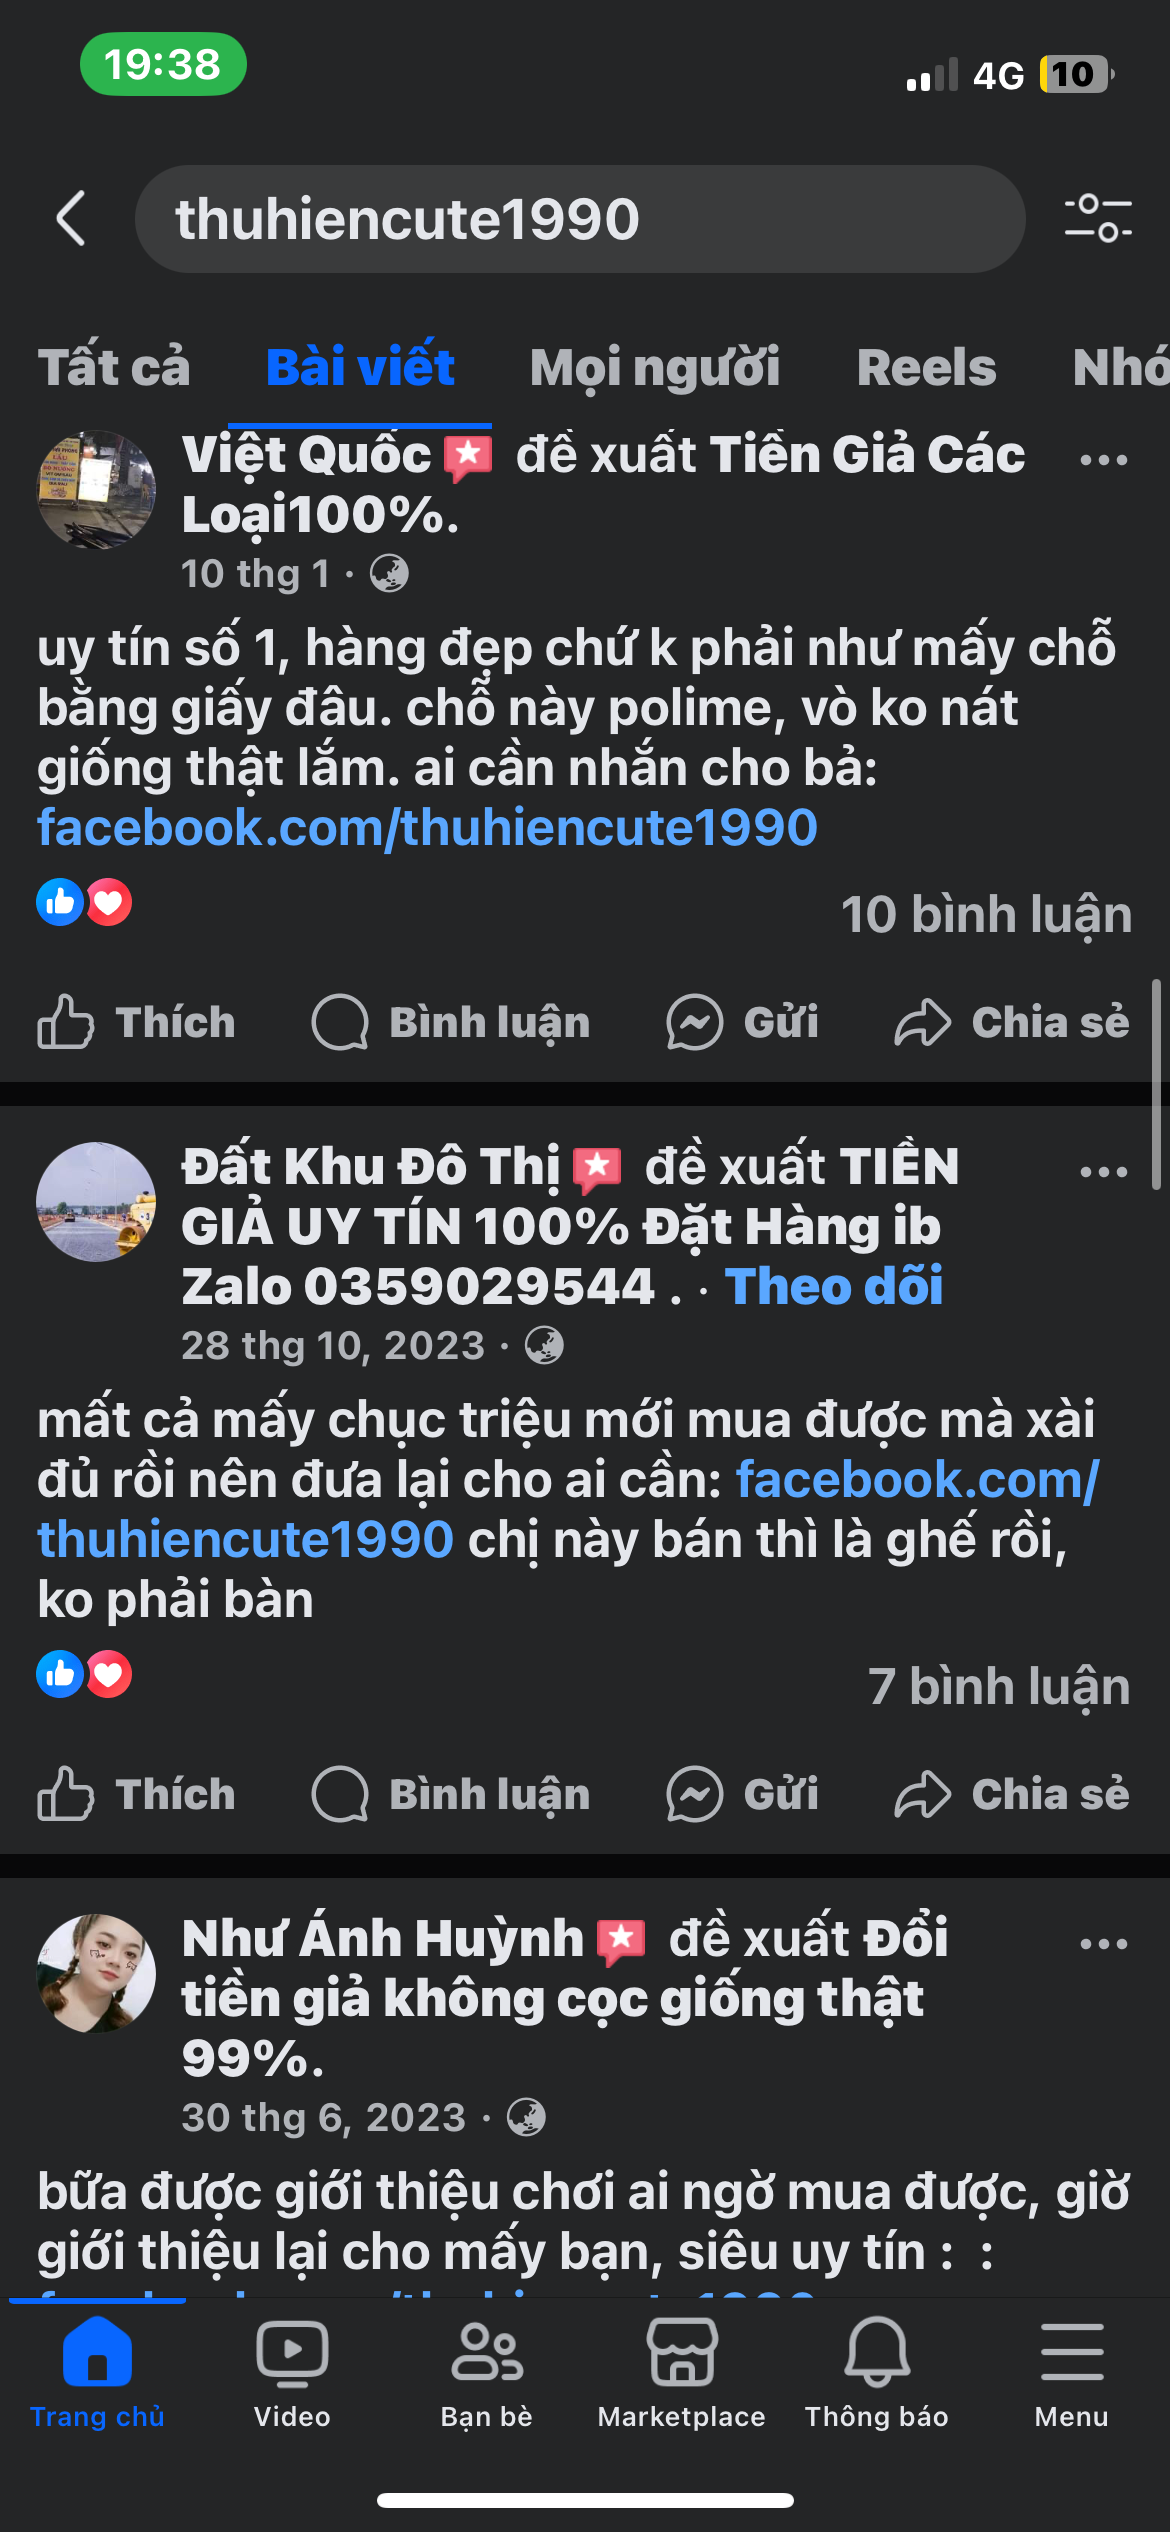 19:38
4G 10
thuhiencute1990
Tất cả Bài viết Mọi người Reels Nhó
Việt Quốc đề xuất Tiền Giả Các
Loại100%.
10 thg 1 ·
uy tín số 1, hàng đẹp chứ k phải như mấy chỗ
bằng giấy đâu. chỗ này polime, vò ko nát
giống thật lắm. ai cần nhắn cho bả:
facebook.com/thuhiencute1990
10 bình luận
Thích Bình luận Gửi Chia sẻ
Đất Khu Đô Thị đề xuất TIỀN
GIẢ UY TÍN 100% Đặt Hàng ib
Zalo 0359029544 . · Theo dõi
28 thg 10, 2023 ·
mất cả mấy chục triệu mới mua được mà xài
đủ rồi nên đưa lại cho ai cần: facebook.com/
thuhiencute1990 chị này bán thì là ghế rồi,
ko phải bàn
7 bình luận
Thích Bình luận Gửi Chia sẻ
Như Ánh Huỳnh đề xuất Đổi
tiền giả không cọc giống thật
99%.
30 thg 6, 2023 ·
bữa được giới thiệu chơi ai ngờ mua được, giờ
giới thiệu lại cho mấy bạn, siêu uy tín : :
Trang chủ Video Bạn bè Marketplace Thông báo Menu